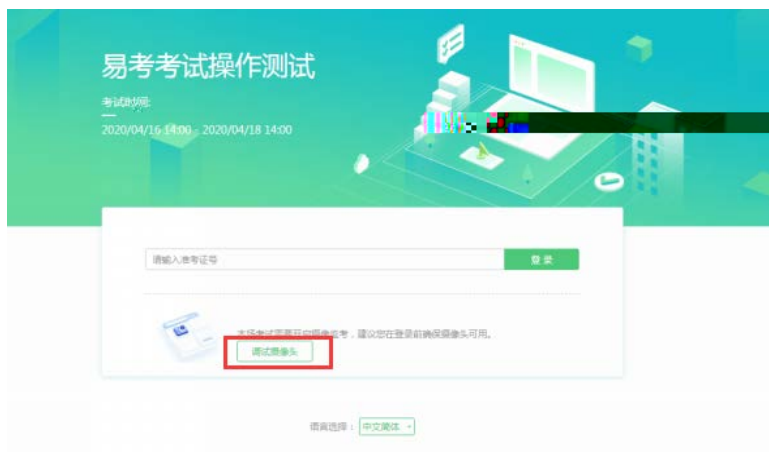 易考考试操作测试
考试时间:
2020/04/16 14:00 - 2020/04/18 14:00
请输入准考证号
登录
本场考试需要开启摄像监考，建议您在登录前确保摄像头可用。
调试摄像头
语言选择：
中文简体